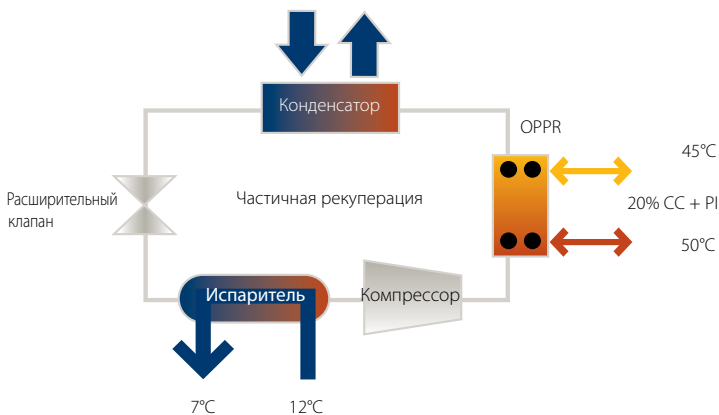 Конденсатор
OPPR
45°C
Расширительный
клапан
Частичная рекуперация
20% CC + PI
50°C
Испаритель
Компрессор
7°C
12°C